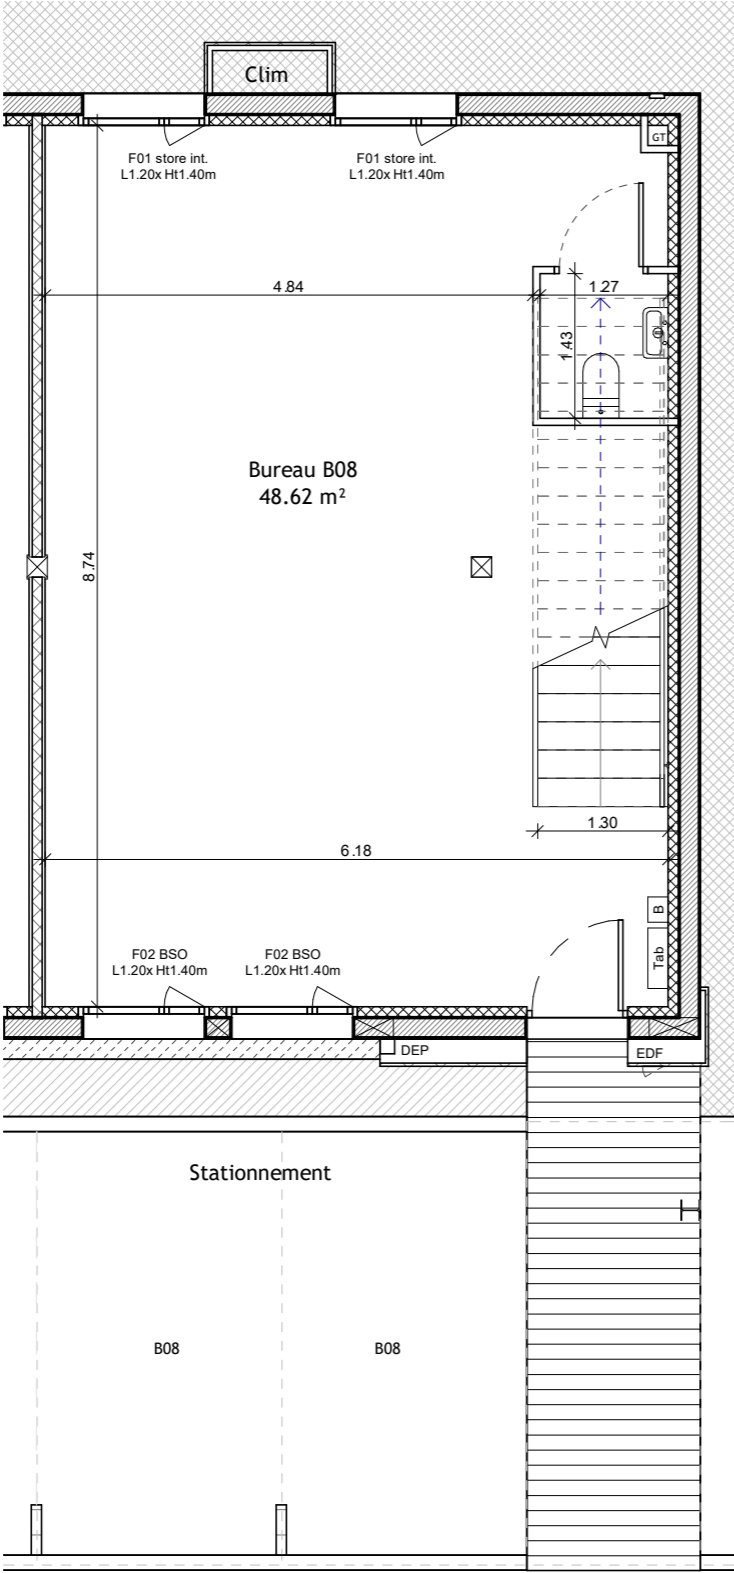 Clim
F01 store int.
L1.20x Ht1.40m
F01 store int.
L1.20x Ht1.40m
GT
4.84
1.27
1.43
Bureau B08
48.62 m²
8.74
1.30
6.18
B
Tab
F02 BSO
L1.20x Ht1.40m
F02 BSO
L1.20x Ht1.40m
DEP
EDF
Stationnement
B08
B08